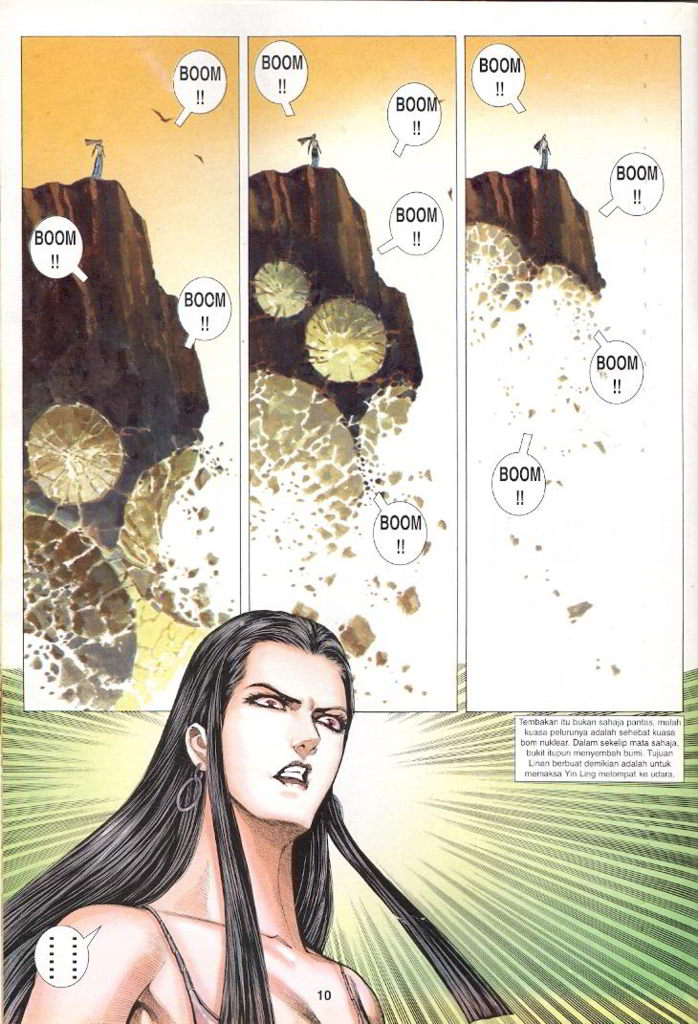 BOOM
!!
BOOM
!!
BOOM
!!
BOOM
!!
BOOM
!!
BOOM
!!
BOOM
!!
BOOM
!!
BOOM
!!
BOOM
!!
BOOM
!!
Tembakan itu bukan sahaja pantas, malah
kuasa pelurunya adalah sehebat kuasa
bom nuklear. Dalam sekelip mata sahaja,
bukit itupun menyembah bumi. Tujuan
Linan berbuat demikian adalah untuk
memaksa Yin Ling melompat ke udara.
10